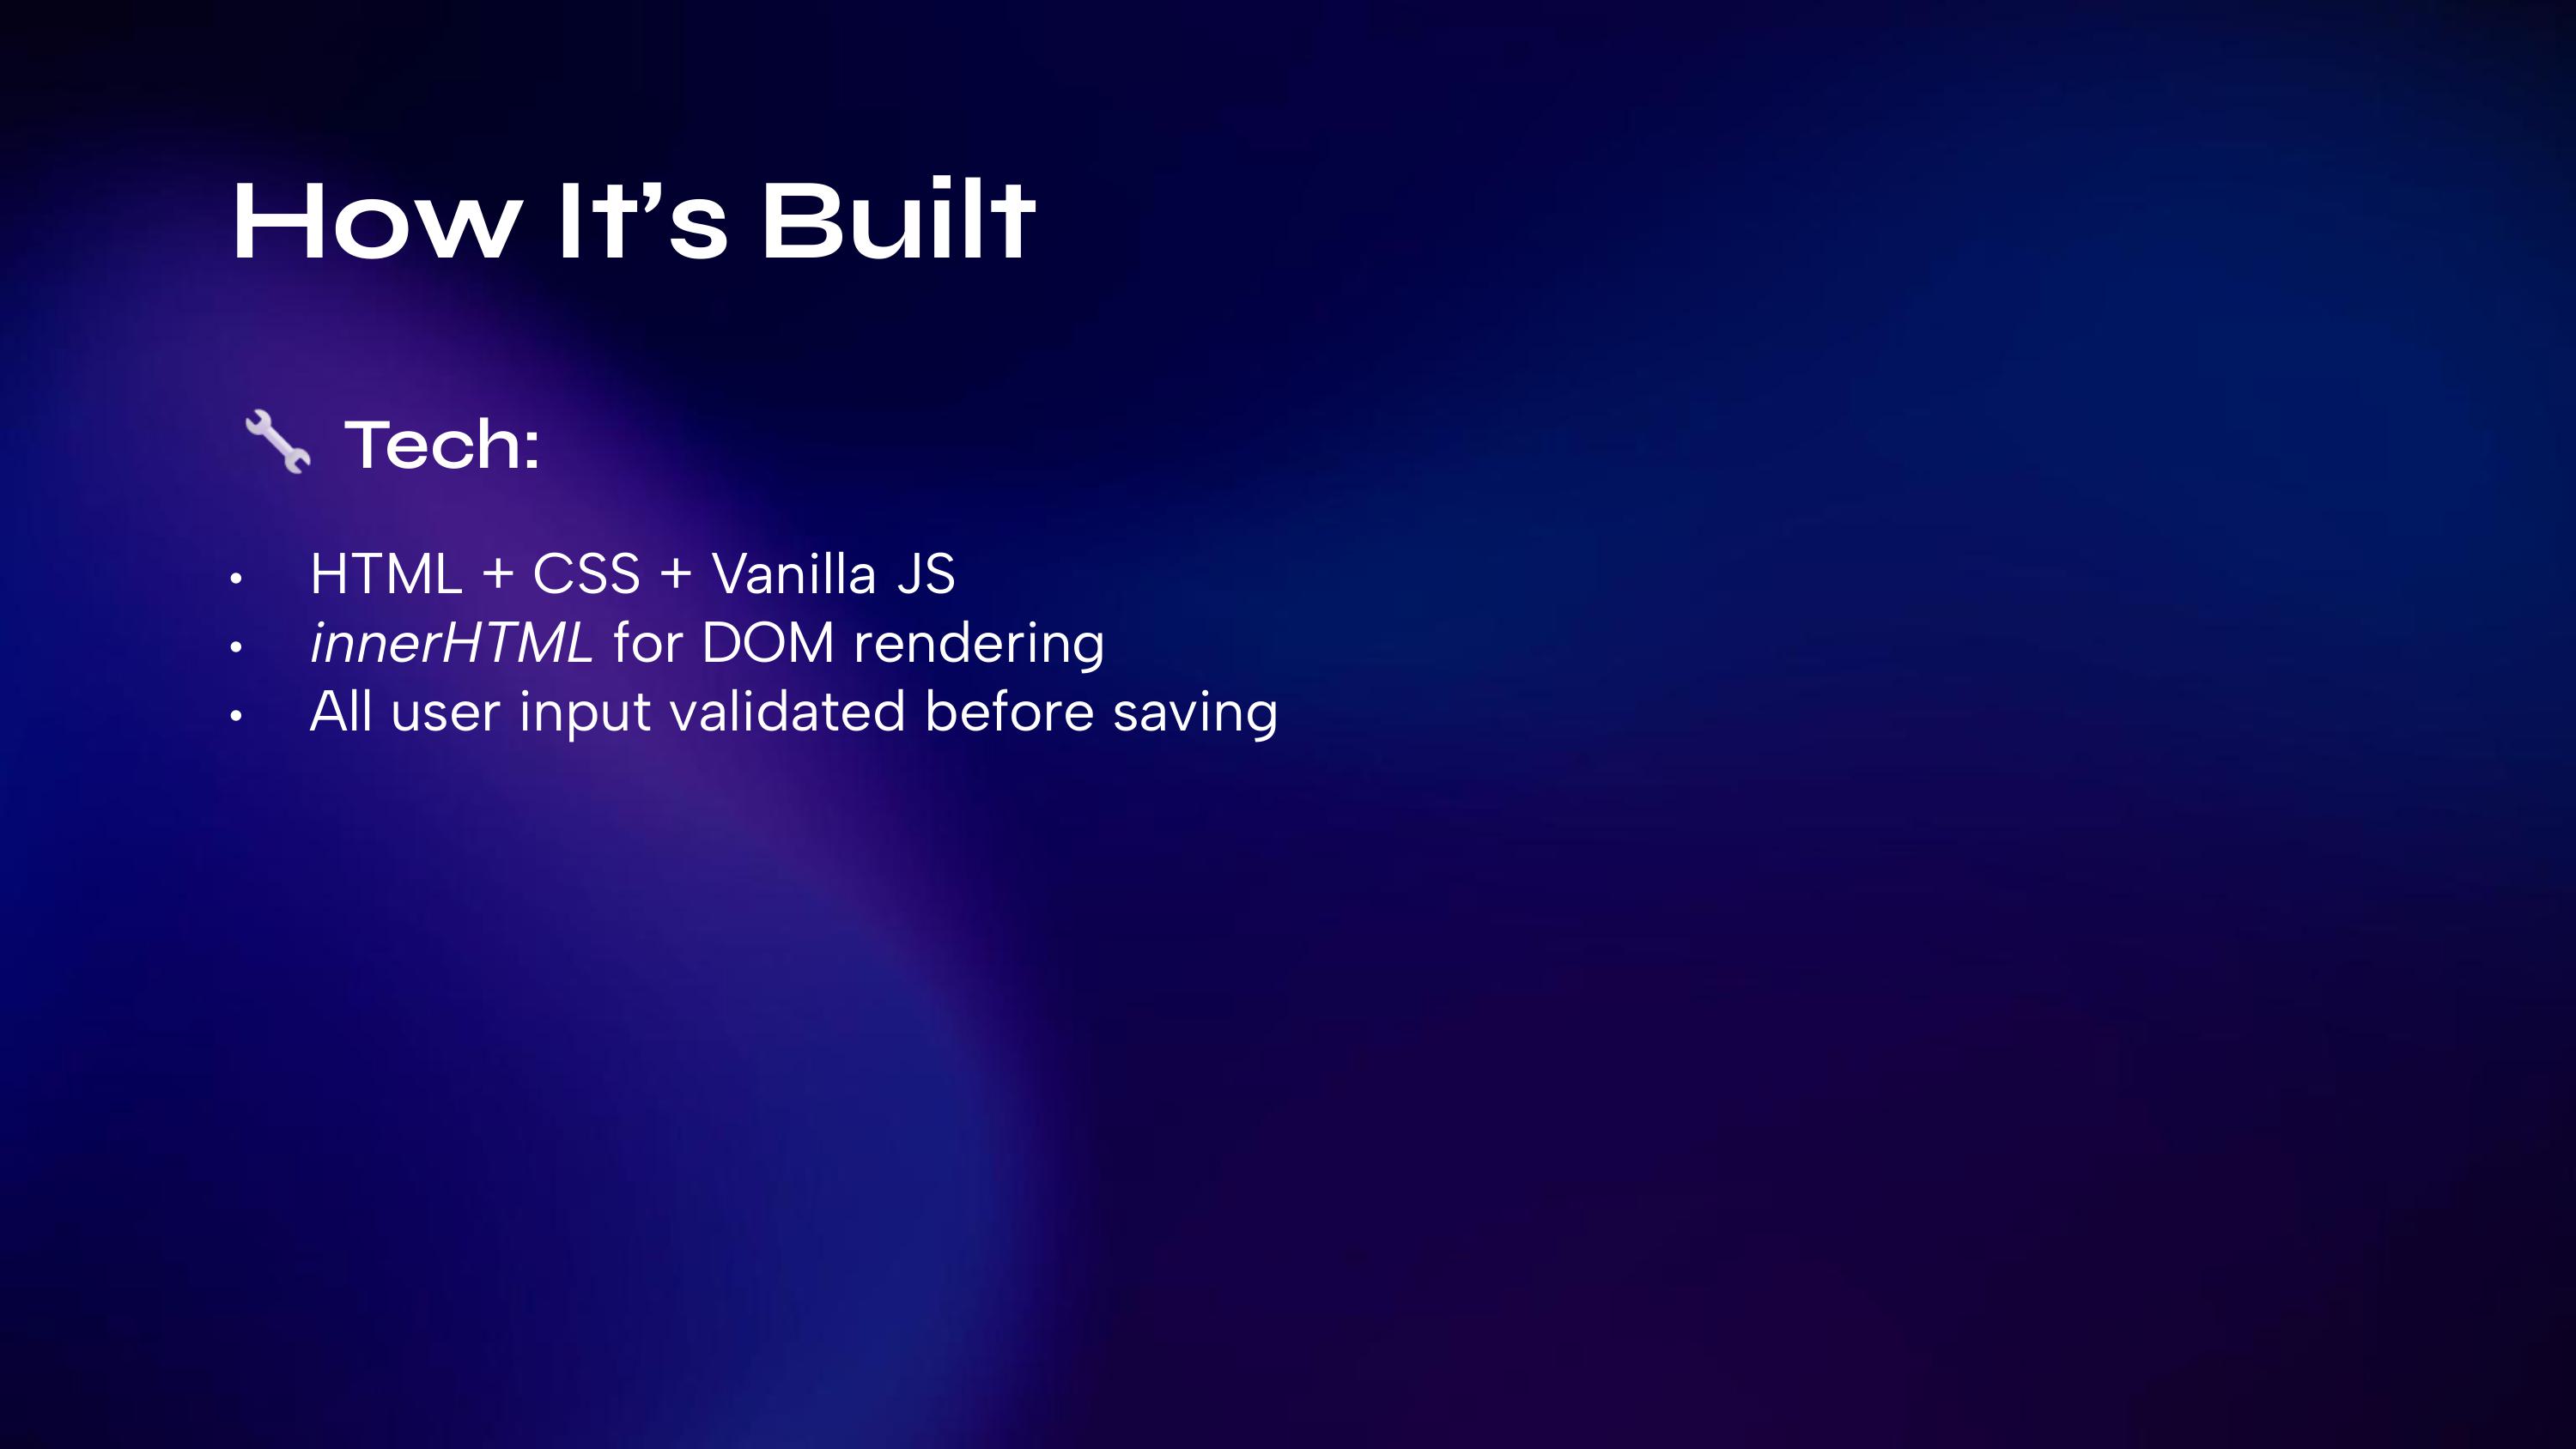 How It’s Built
🔧 Tech:
• HTML + CSS + Vanilla JS
• innerHTML for DOM rendering
• All user input validated before saving